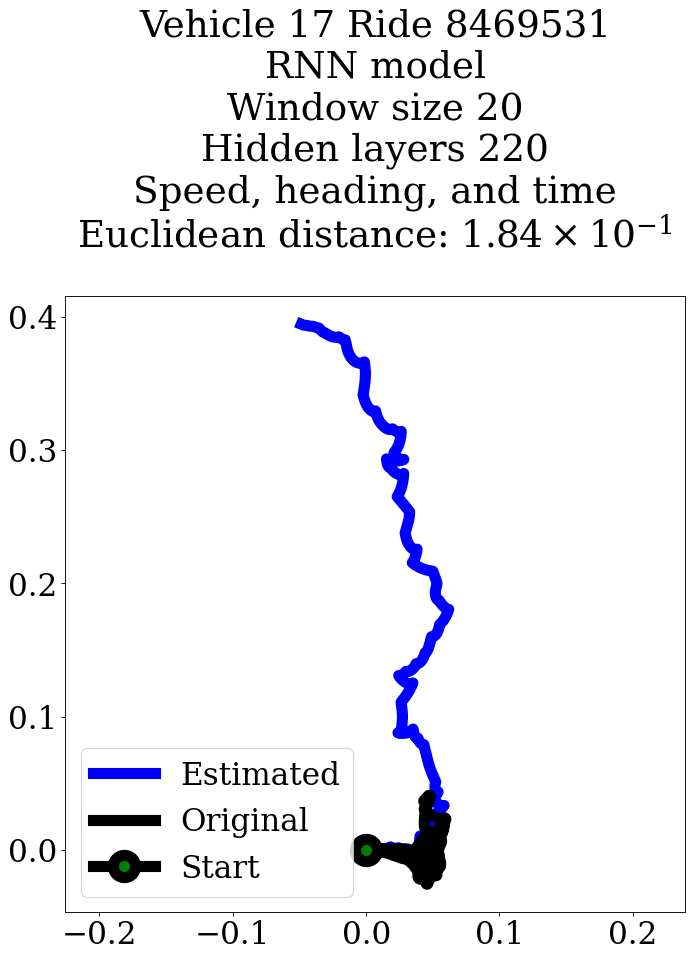 Vehicle 17 Ride 8469531
RNN model
Window size 20
Hidden layers 220
Speed, heading, and time
Euclidean distance: 1.84 × 10⁻¹
0.4
0.3
0.2
0.1
0.0
Estimated
Original
Start
−0.2 −0.1 0.0 0.1 0.2